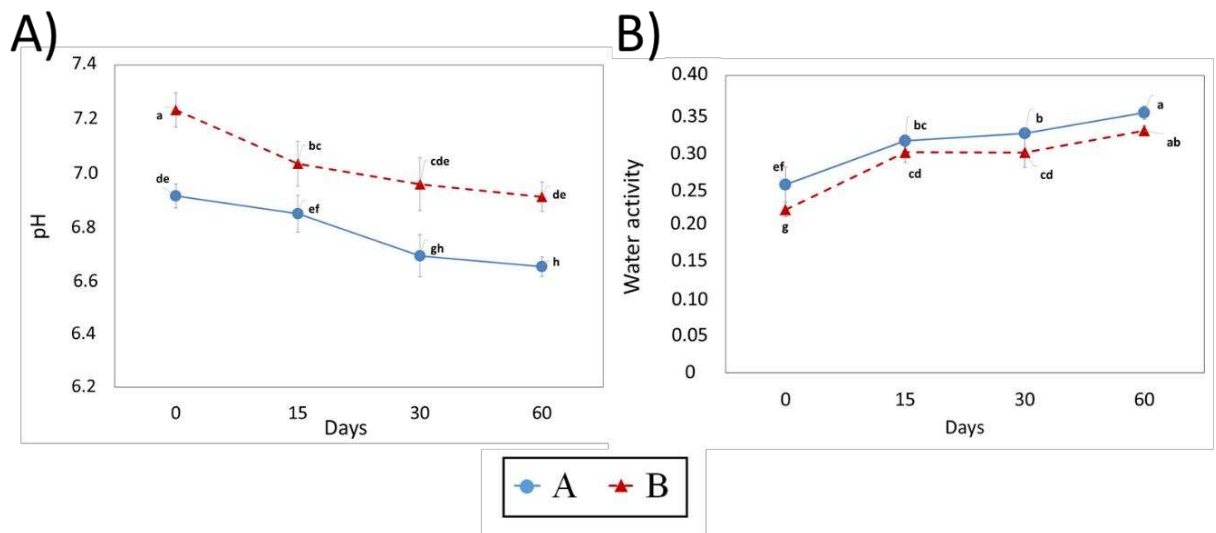 A)
7.4
7.2
7.0
6.8
6.6
6.4
6.2
pH
a
bc
cde
de
de
ef
gh
h
0 15 30 60
Days
B)
0.40
0.35
0.30
0.25
0.20
0.15
0.10
0.05
0
Water activity
ef
bc
b
a
g
cd
cd
ab
0 15 30 60
Days
A B